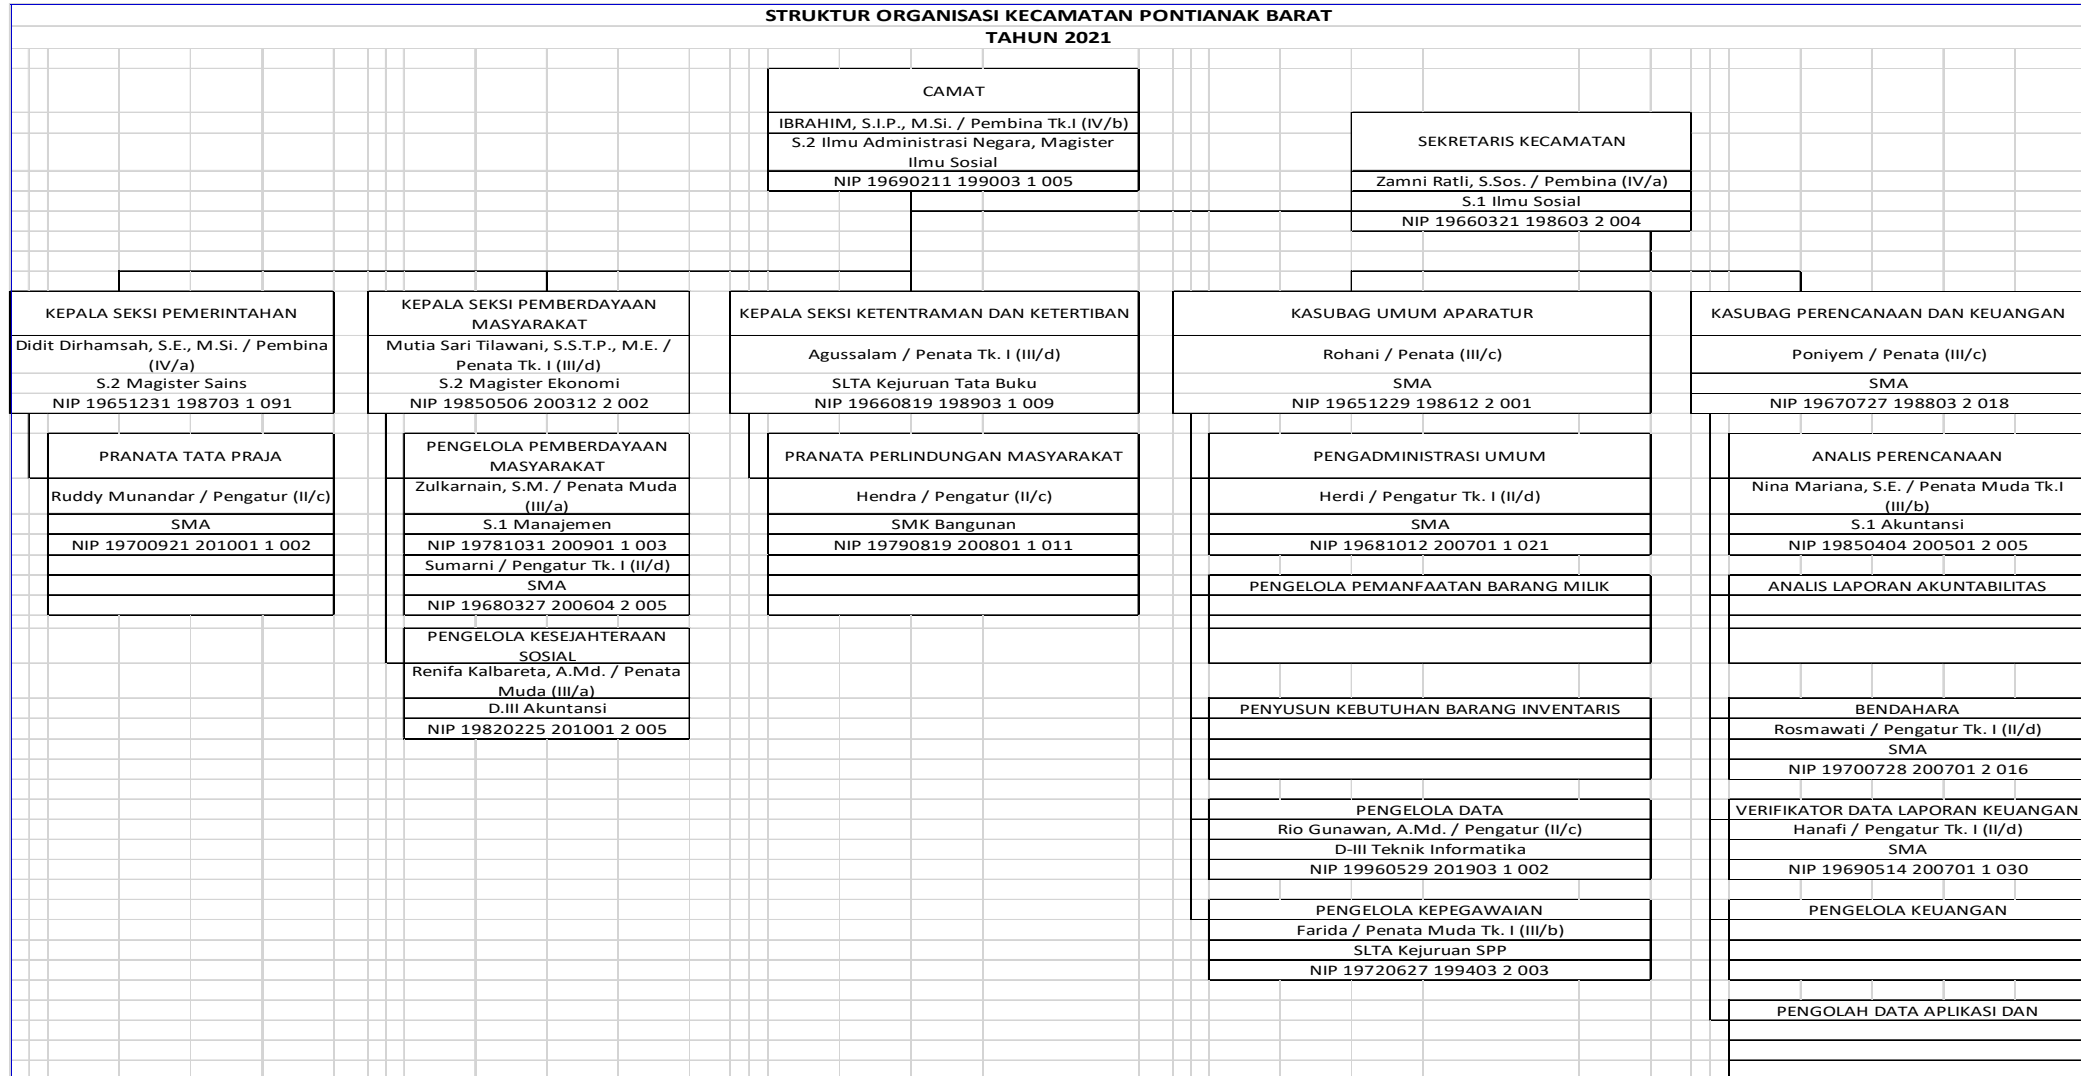 STRUKTUR ORGANISASI KECAMATAN PONTIANAK BARAT
TAHUN 2021
CAMAT
IBRAHIM, S.I.P., M.Si. / Pembina Tk.I (IV/b)
S.2 Ilmu Administrasi Negara, Magister
Ilmu Sosial
NIP 19690211 199003 1 005
SEKRETARIS KECAMATAN
Zamni Ratli, S.Sos. / Pembina (IV/a)
S.1 Ilmu Sosial
NIP 19660321 198603 2 004
KEPALA SEKSI PEMERINTAHAN
Didit Dirhamsah, S.E., M.Si. / Pembina
(IV/a)
S.2 Magister Sains
NIP 19651231 198703 1 091
PRANATA TATA PRAJA
Ruddy Munandar / Pengatur (II/c)
SMA
NIP 19700921 201001 1 002
KEPALA SEKSI PEMBERDAYAAN
MASYARAKAT
Mutia Sari Tilawani, S.S.T.P., M.E. /
Penata Tk. I (III/d)
S.2 Magister Ekonomi
NIP 19850506 200312 2 002
PENGELOLA PEMBERDAYAAN
MASYARAKAT
Zulkarnain, S.M. / Penata Muda
(III/a)
S.1 Manajemen
NIP 19781031 200901 1 003
Sumarni / Pengatur Tk. I (II/d)
SMA
NIP 19680327 200604 2 005
PENGELOLA KESEJAHTERAAN
SOSIAL
Renifa Kalbareta, A.Md. / Penata
Muda (III/a)
D.III Akuntansi
NIP 19820225 201001 2 005
KEPALA SEKSI KETENTRAMAN DAN KETERTIBAN
Agussalam / Penata Tk. I (III/d)
SLTA Kejuruan Tata Buku
NIP 19660819 198903 1 009
PRANATA PERLINDUNGAN MASYARAKAT
Hendra / Pengatur (II/c)
SMK Bangunan
NIP 19790819 200801 1 011
KASUBAG UMUM APARATUR
Rohani / Penata (III/c)
SMA
NIP 19651229 198612 2 001
PENGADMINISTRASI UMUM
Herdi / Pengatur Tk. I (II/d)
SMA
NIP 19681012 200701 1 021
PENGELOLA PEMANFAATAN BARANG MILIK
PENYUSUN KEBUTUHAN BARANG INVENTARIS
PENGELOLA DATA
Rio Gunawan, A.Md. / Pengatur (II/c)
D-III Teknik Informatika
NIP 19960529 201903 1 002
PENGELOLA KEPEGAWAIAN
Farida / Penata Muda Tk. I (III/b)
SLTA Kejuruan SPP
NIP 19720627 199403 2 003
KASUBAG PERENCANAAN DAN KEUANGAN
Poniyem / Penata (III/c)
SMA
NIP 19670727 198803 2 018
ANALIS PERENCANAAN
Nina Mariana, S.E. / Penata Muda Tk.I
(III/b)
S.1 Akuntansi
NIP 19850404 200501 2 005
ANALIS LAPORAN AKUNTABILITAS
BENDAHARA
Rosmawati / Pengatur Tk. I (II/d)
SMA
NIP 19700728 200701 2 016
VERIFIKATOR DATA LAPORAN KEUANGAN
Hanafi / Pengatur Tk. I (II/d)
SMA
NIP 19690514 200701 1 030
PENGELOLA KEUANGAN
PENGOLAH DATA APLIKASI DAN